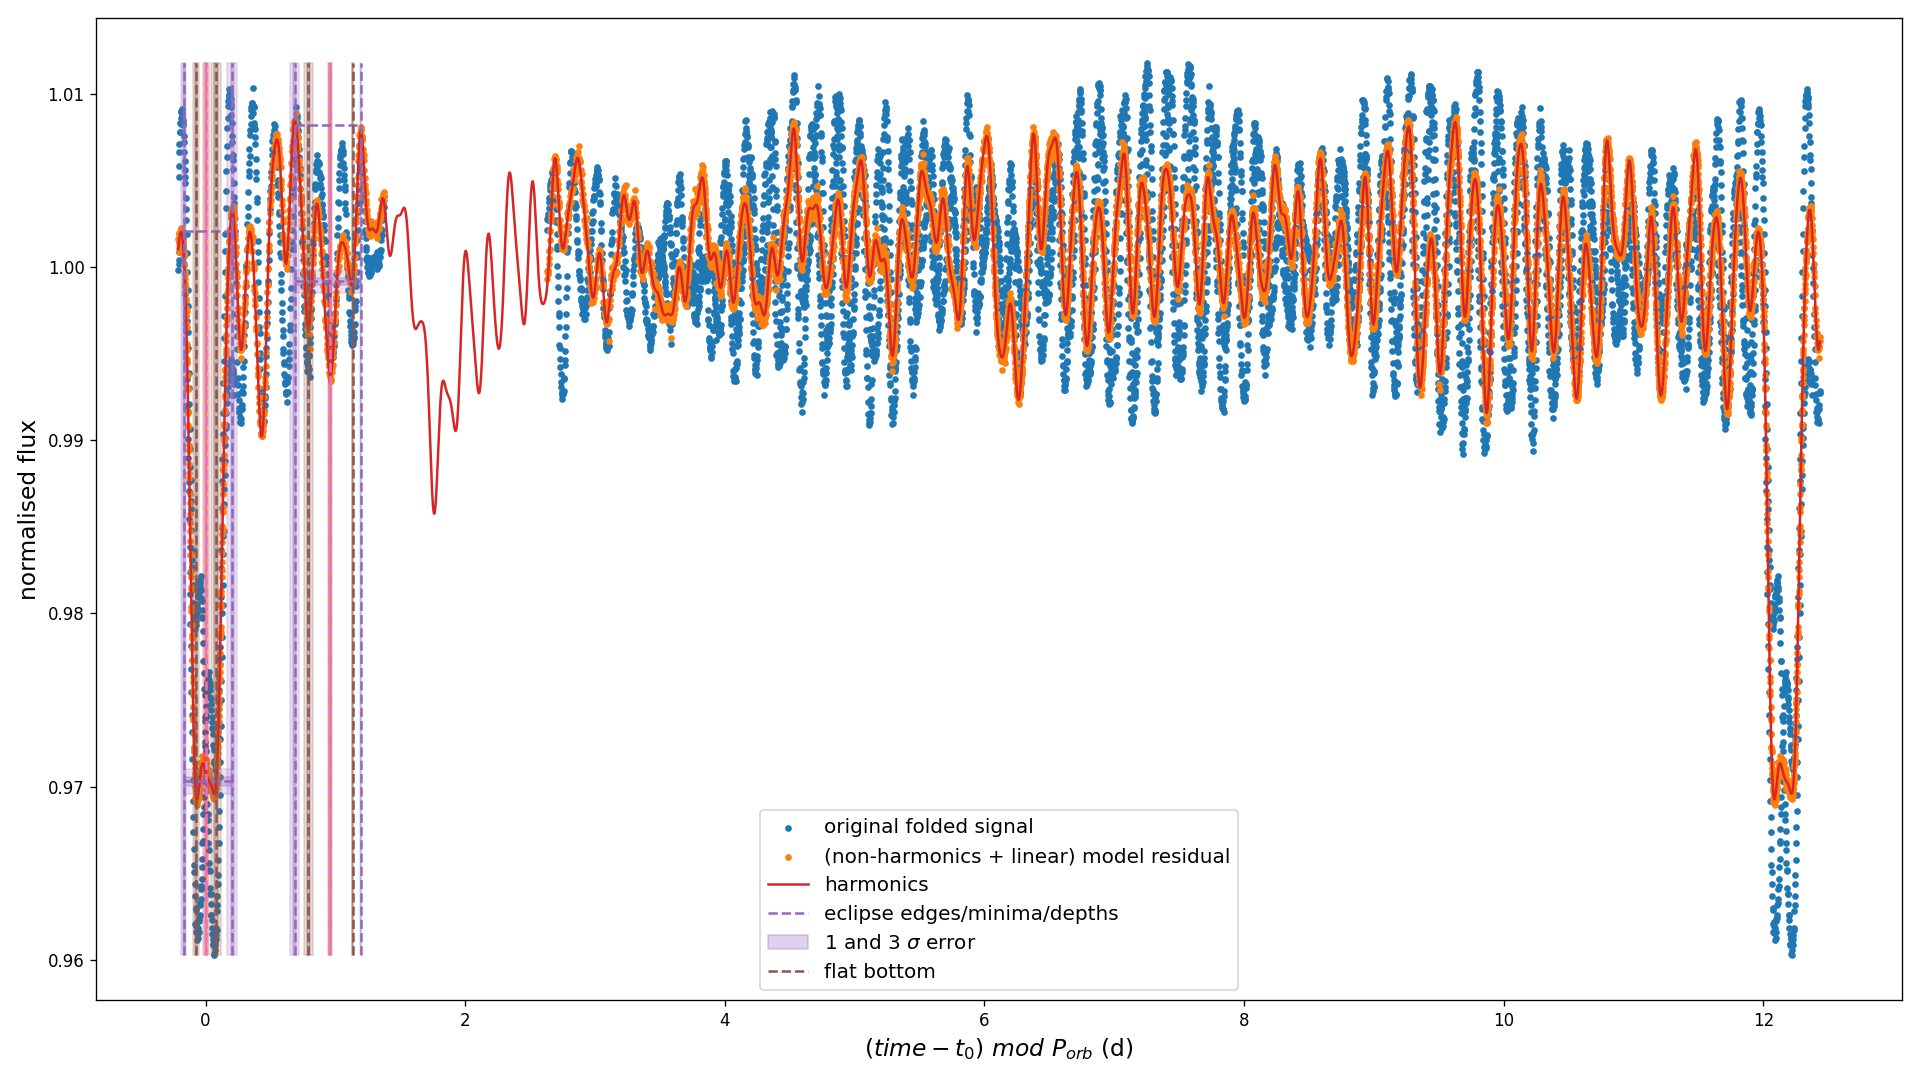 1.01
1.00
0.99
0.98
0.97
0.96
normalised flux
original folded signal
(non-harmonics + linear) model residual
harmonics
eclipse edges/minima/depths
1 and 3 σ error
flat bottom
0 2 4 6 8 10 12
(time − t₀) mod P_orb (d)